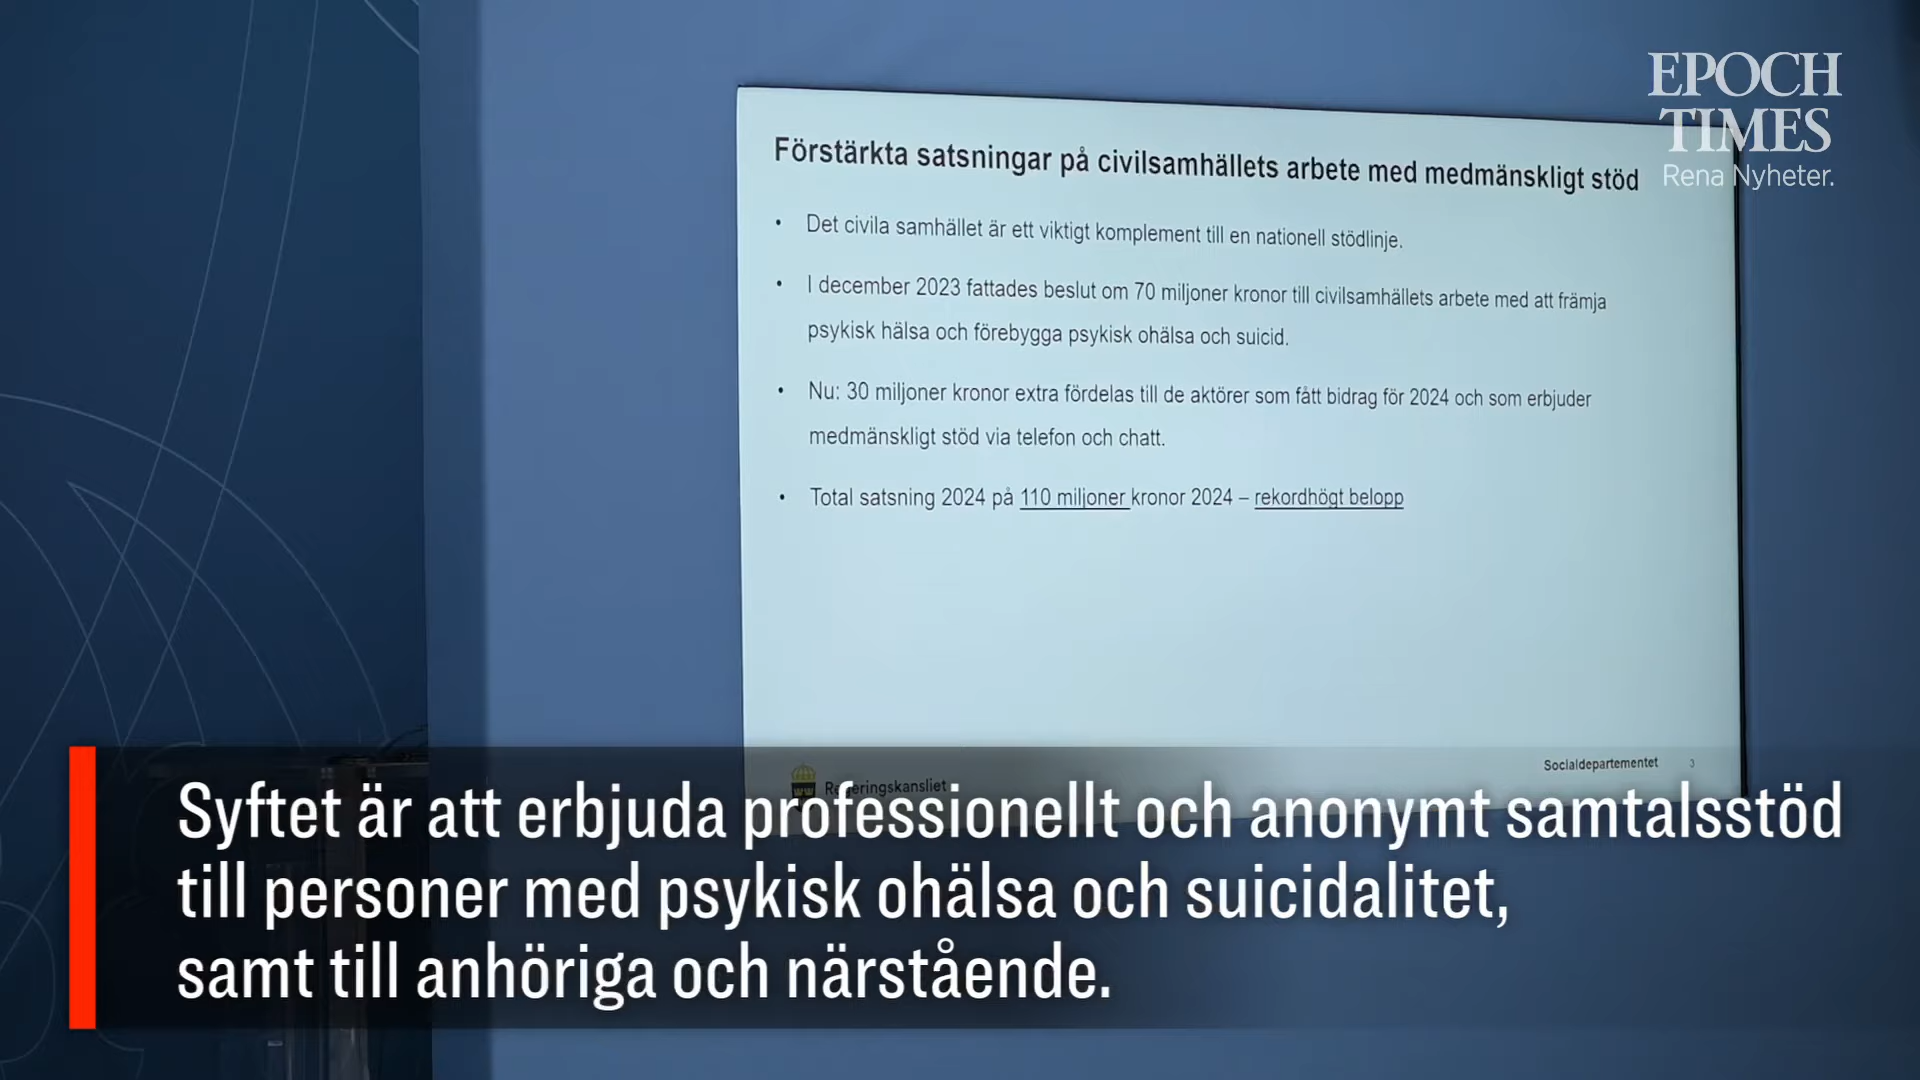 EPOCH
TIMES
Rena Nyheter.
Förstärkta satsningar på civilsamhällets arbete med medmänskligt stöd
• Det civila samhället är ett viktigt komplement till en nationell stödlinje.
• I december 2023 fattades beslut om 70 miljoner kronor till civilsamhällets arbete med att främja
psykisk hälsa och förebygga psykisk ohälsa och suicid.
• Nu: 30 miljoner kronor extra fördelas till de aktörer som fått bidrag för 2024 och som erbjuder
medmänskligt stöd via telefon och chatt.
• Total satsning 2024 på 110 miljoner kronor 2024 – rekordhögt belopp
Socialdepartementet 3
Regeringskansliet
Syftet är att erbjuda professionellt och anonymt samtalsstöd
till personer med psykisk ohälsa och suicidalitet,
samt till anhöriga och närstående.